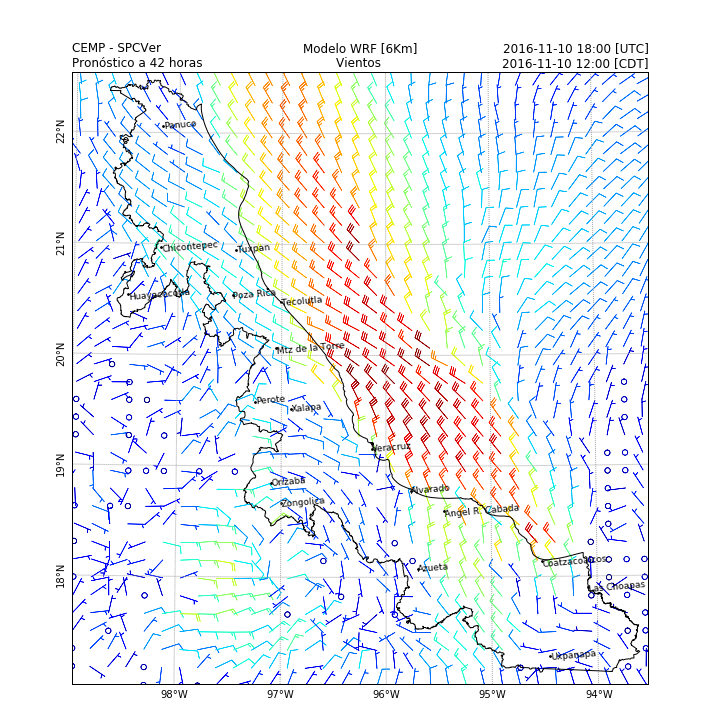 CEMP - SPCVer
Modelo WRF [6Km]
2016-11-10 18:00 [UTC]
Pronóstico a 42 horas
Vientos
2016-11-10 12:00 [CDT]
22°N
Panuco
21°N
Chicontepec
Tuxpan
Huayacocotla
Poza Rica
Tecolutla
20°N
Mtz de la Torre
Perote
Xalapa
19°N
Veracruz
Orizaba
Alvarado
Zongolica
Angel R. Cabada
18°N
Azueta
Coatzacoalcos
Las Choapas
Uxpanapa
98°W
97°W
96°W
95°W
94°W